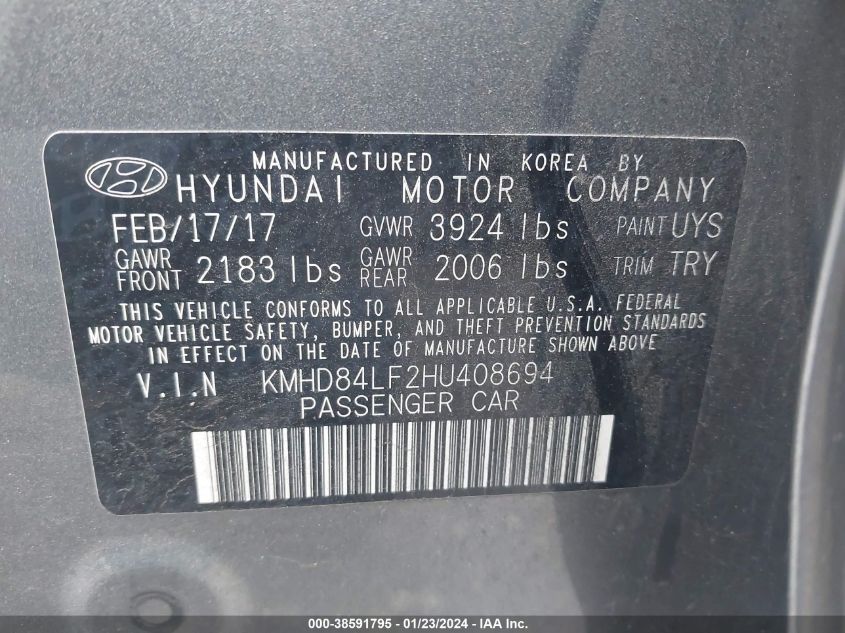 MANUFACTURED IN KOREA BY
HYUNDAI MOTOR COMPANY
FEB/17/17 GVWR 3924 lbs PAINT UYS
GAWR FRONT 2183 lbs GAWR REAR 2006 lbs TRIM TRY
THIS VEHICLE CONFORMS TO ALL APPLICABLE U.S.A. FEDERAL
MOTOR VEHICLE SAFETY, BUMPER, AND THEFT PREVENTION STANDARDS
IN EFFECT ON THE DATE OF MANUFACTURE SHOWN ABOVE
V.I.N KMHD84LF2HU408694
PASSENGER CAR
000-38591795 - 01/23/2024 - IAA Inc.